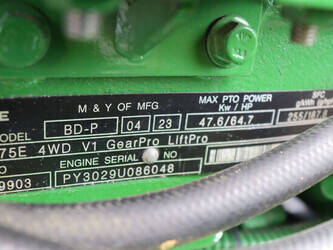 E M & Y OF MFG MAX PTO POWER SFC
MODEL BD-P 04 23 Kw / HP
47.6/64.7 255/187.
75E 4WD V1 GearPro LiftPro
ENGINE SERIAL NO
9903 PY3029U086048